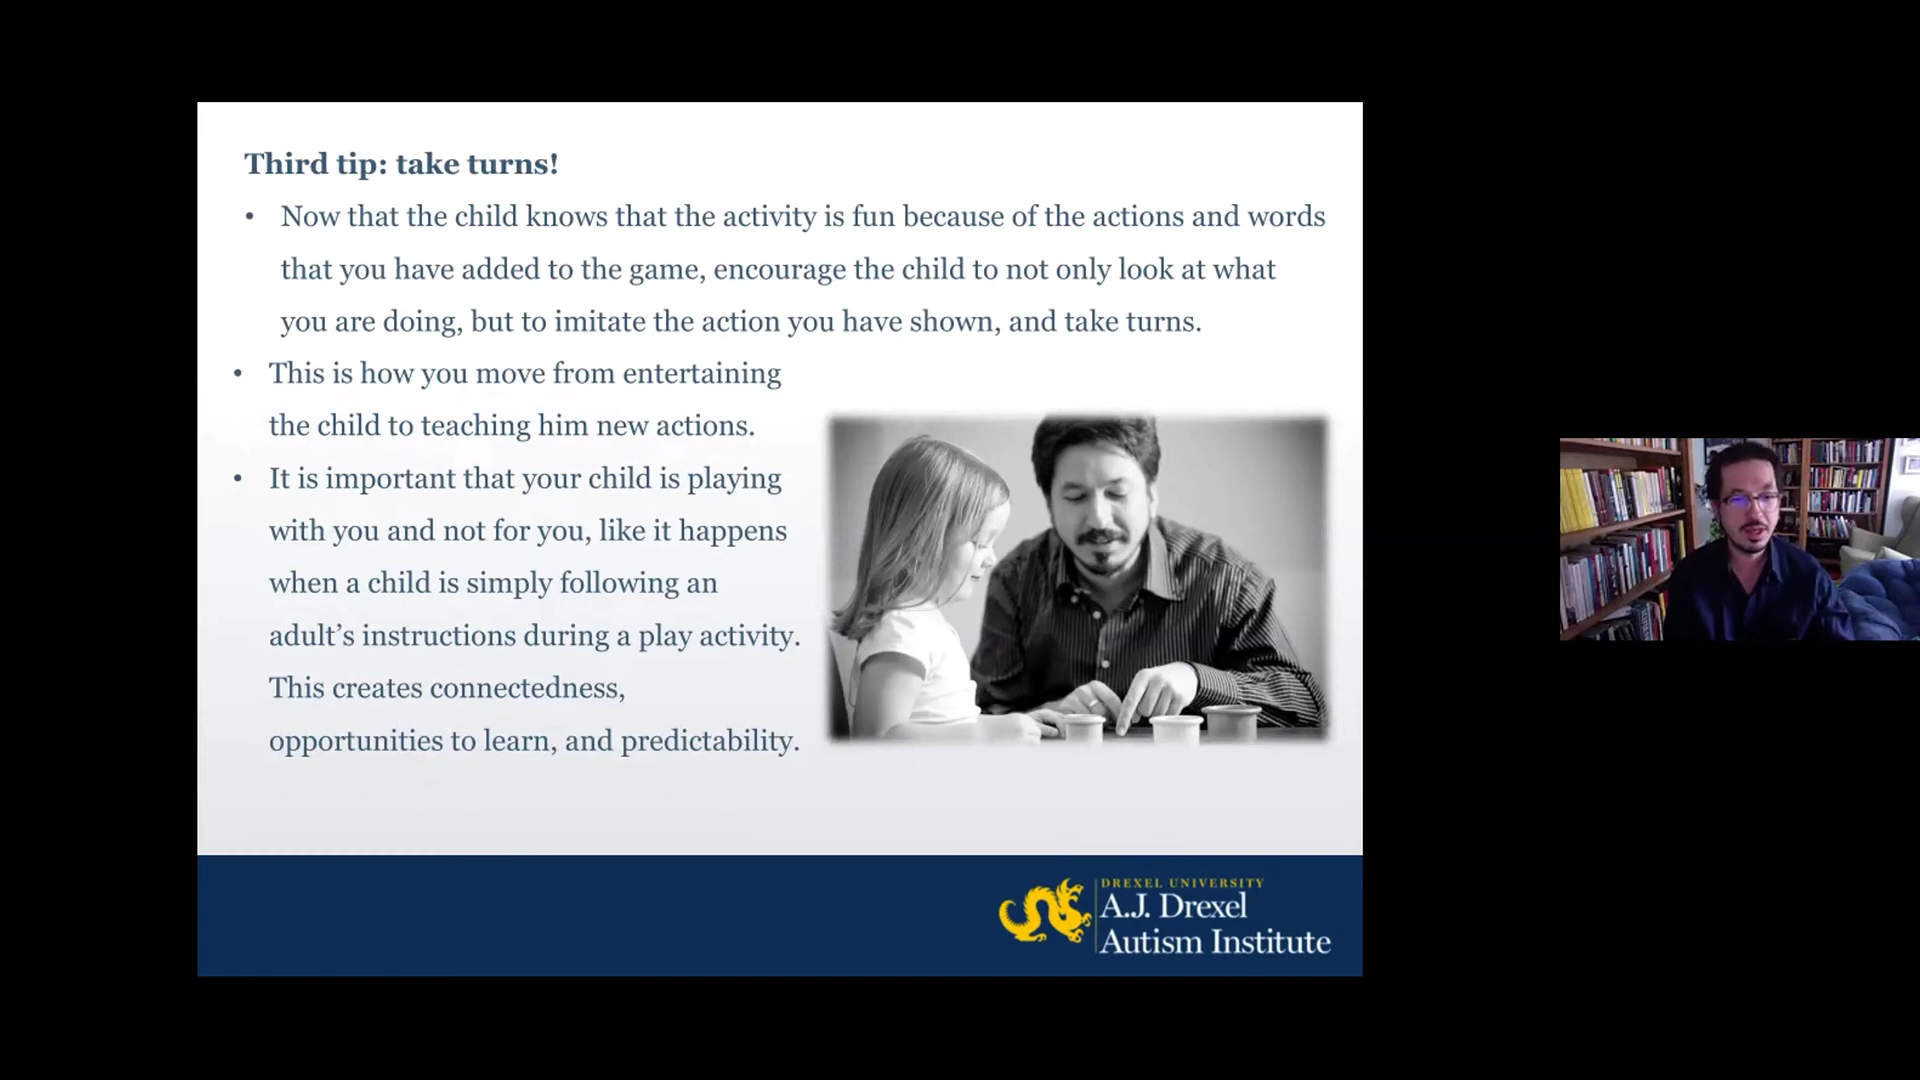 Third tip: take turns!
• Now that the child knows that the activity is fun because of the actions and words
that you have added to the game, encourage the child to not only look at what
you are doing, but to imitate the action you have shown, and take turns.
• This is how you move from entertaining
the child to teaching him new actions.
• It is important that your child is playing
with you and not for you, like it happens
when a child is simply following an
adult’s instructions during a play activity.
This creates connectedness,
opportunities to learn, and predictability.
DREXEL UNIVERSITY
A.J. Drexel
Autism Institute